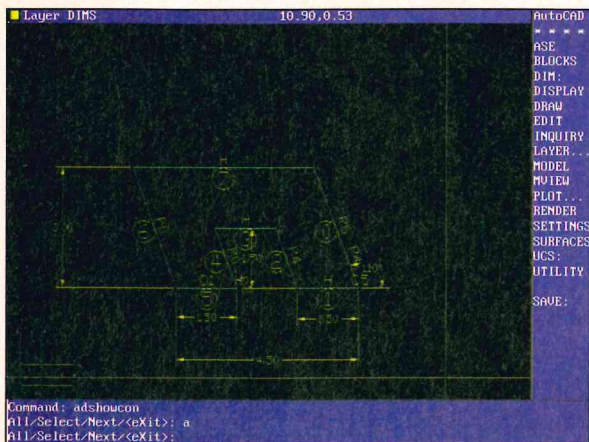 Layer DIMS 10.90,0.53 AutoCAD
* * * *
ASE
BLOCKS
DIM:
DISPLAY
DRAW
EDIT
INQUIRY
LAYER...
MODEL
MVIEW
PLOT...
RENDER
SETTINGS
SURFACES
UCS:
UTILITY
SAVE:
4.50
Command: adshowcon
All/Select/Next/<eXit>: a
All/Select/Next/<eXit>: